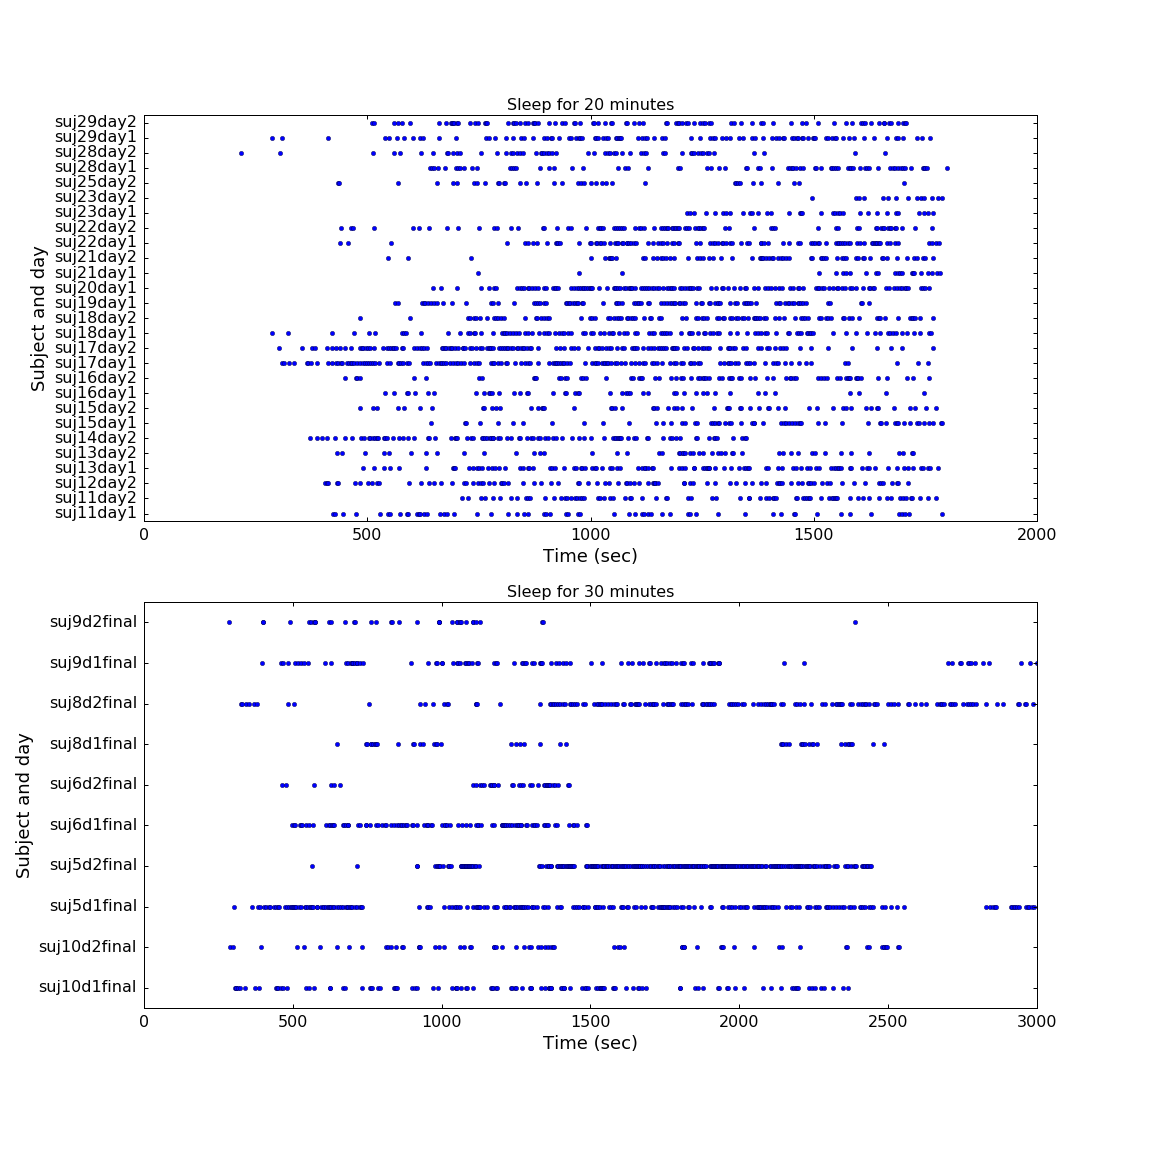 Sleep for 20 minutes
suj29day2
suj29day1
suj28day2
suj28day1
suj25day2
suj23day2
suj23day1
suj22day2
suj22day1
suj21day2
suj21day1
suj20day1
suj19day1
suj18day2
suj18day1
suj17day2
suj17day1
suj16day2
suj16day1
suj15day2
suj15day1
suj14day2
suj13day2
suj13day1
suj12day2
suj11day2
suj11day1
Subject and day
0 500 1000 1500 2000
Time (sec)
Sleep for 30 minutes
suj9d2final
suj9d1final
suj8d2final
suj8d1final
suj6d2final
suj6d1final
suj5d2final
suj5d1final
suj10d2final
suj10d1final
Subject and day
0 500 1000 1500 2000 2500 3000
Time (sec)